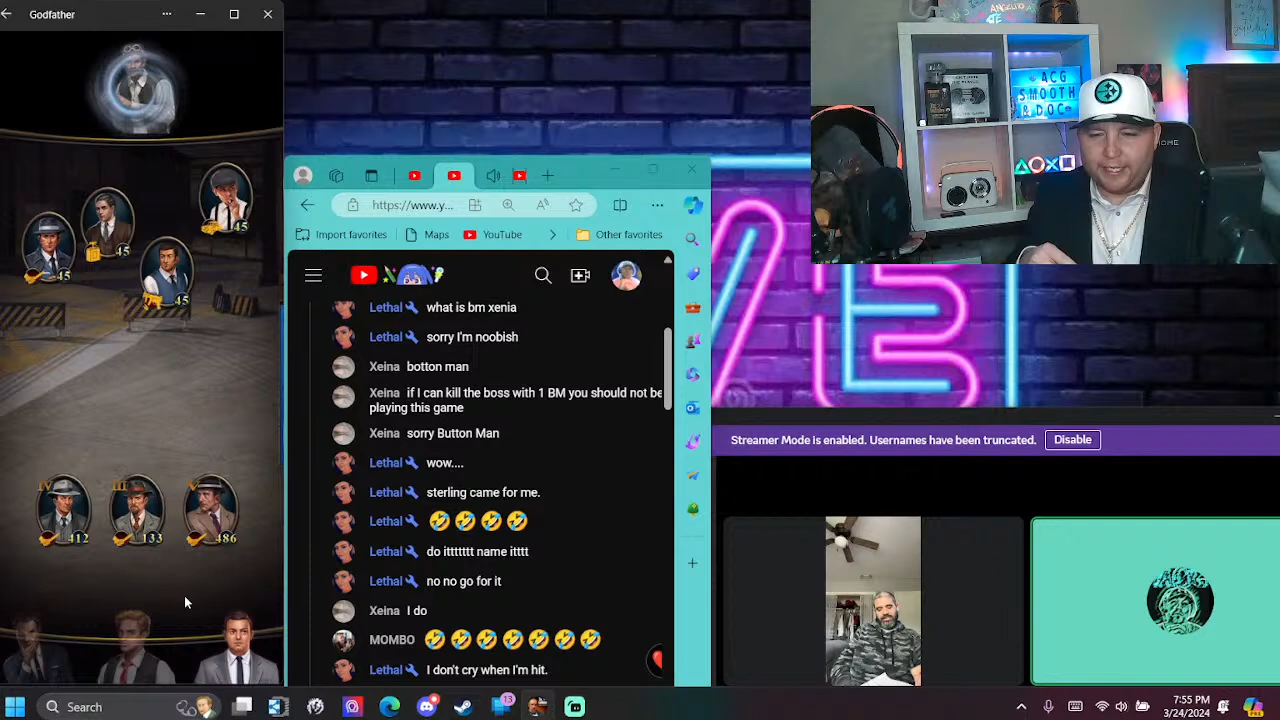 Godfather
45
45
45
45
IV
III
V
412
133
486
https://www.y...
Import favorites
Maps
YouTube
Other favorites
Lethal what is bm xenia
Lethal sorry I'm noobish
Xeina botton man
Xeina if I can kill the boss with 1 BM you should not be
playing this game
Xeina sorry Button Man
Lethal wow....
Lethal sterling came for me.
Lethal 🤣 🤣 🤣 🤣
Lethal do itttttt name itttt
Lethal no no go for it
Xeina I do
MOMBO 🤣 🤣 🤣 🤣 🤣 🤣 🤣
Lethal I don't cry when I'm hit.
ACG
SMOOTH
& DOC
Streamer Mode is enabled. Usernames have been truncated.
Disable
Search
13
7:55 PM
3/24/2024